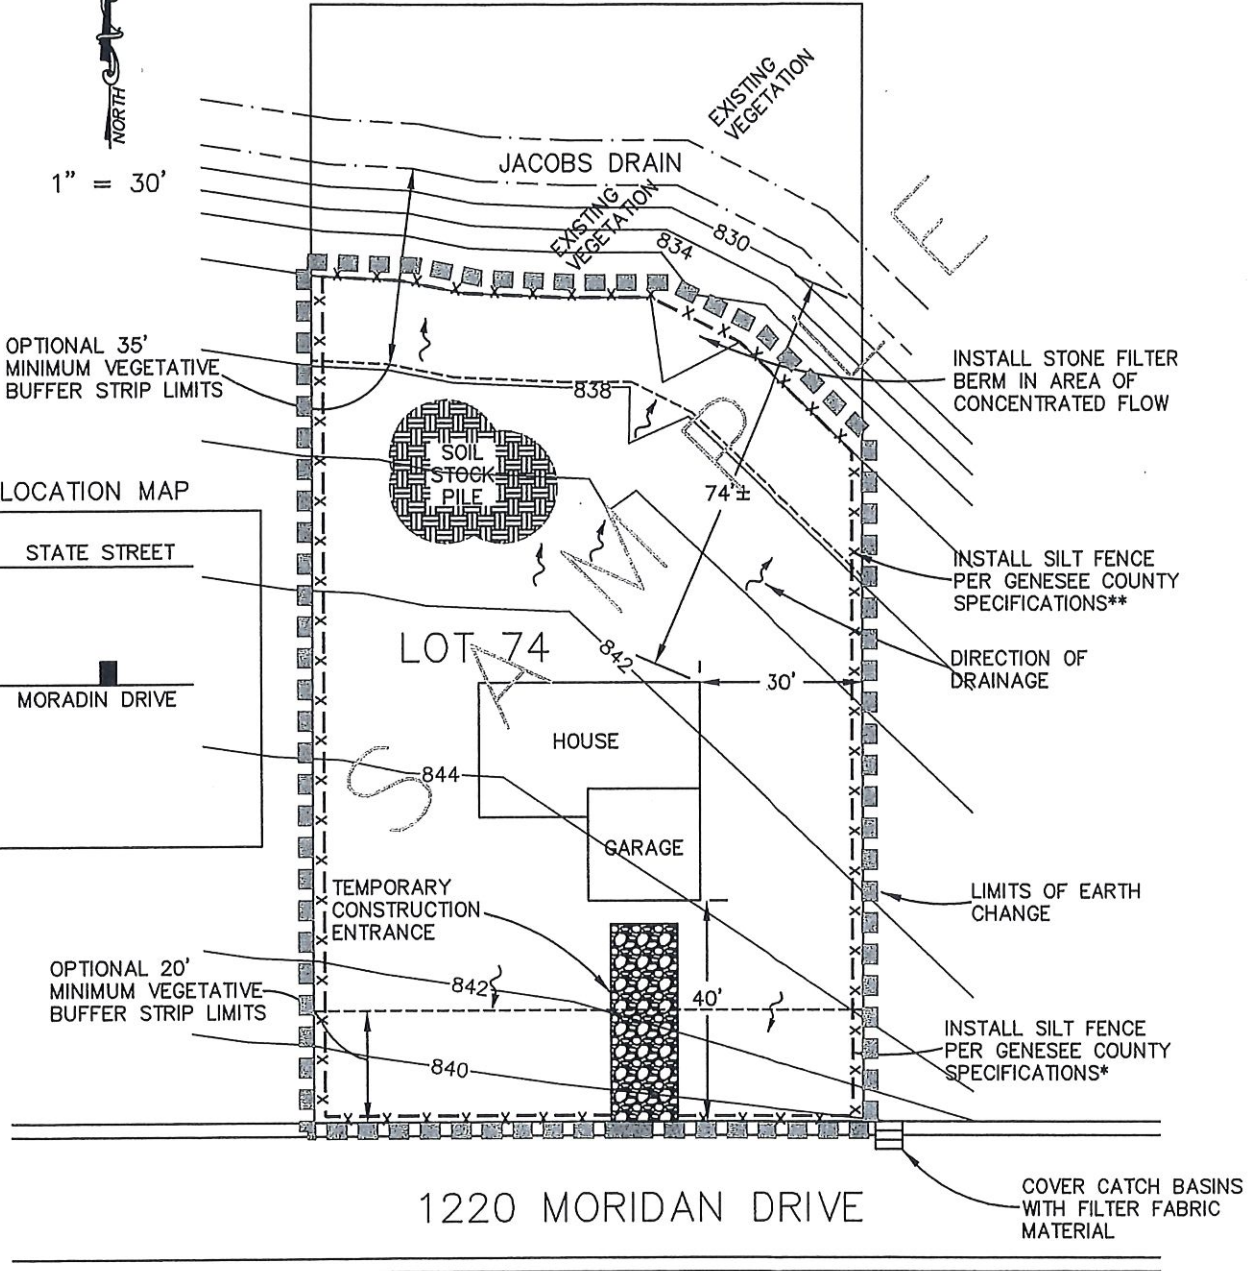 NORTH
1" = 30'
EXISTING
VEGETATION
JACOBS DRAIN
EXISTING
VEGETATION
830
834
OPTIONAL 35'
MINIMUM VEGETATIVE
BUFFER STRIP LIMITS
838
INSTALL STONE FILTER
BERM IN AREA OF
CONCENTRATED FLOW
SOIL
STOCK
PILE
74'±
LOCATION MAP
STATE STREET
MORADIN DRIVE
INSTALL SILT FENCE
PER GENESEE COUNTY
SPECIFICATIONS**
SAMPLE
LOT 74
842
DIRECTION OF
DRAINAGE
30'
HOUSE
844
GARAGE
TEMPORARY
CONSTRUCTION
ENTRANCE
LIMITS OF EARTH
CHANGE
OPTIONAL 20'
MINIMUM VEGETATIVE
BUFFER STRIP LIMITS
842
40'
INSTALL SILT FENCE
PER GENESEE COUNTY
SPECIFICATIONS*
840
COVER CATCH BASINS
WITH FILTER FABRIC
MATERIAL
1220 MORIDAN DRIVE